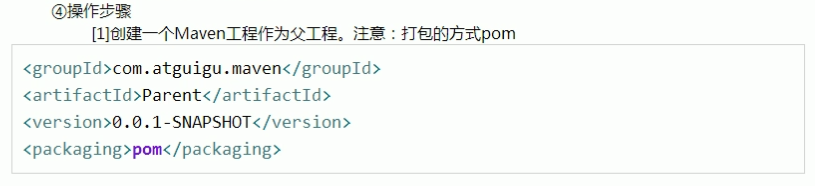 ④操作步骤
[1]创建一个Maven工程作为父工程。注意：打包的方式pom
<groupId>com.atguigu.maven</groupId>
<artifactId>Parent</artifactId>
<version>0.0.1-SNAPSHOT</version>
<packaging>pom</packaging>